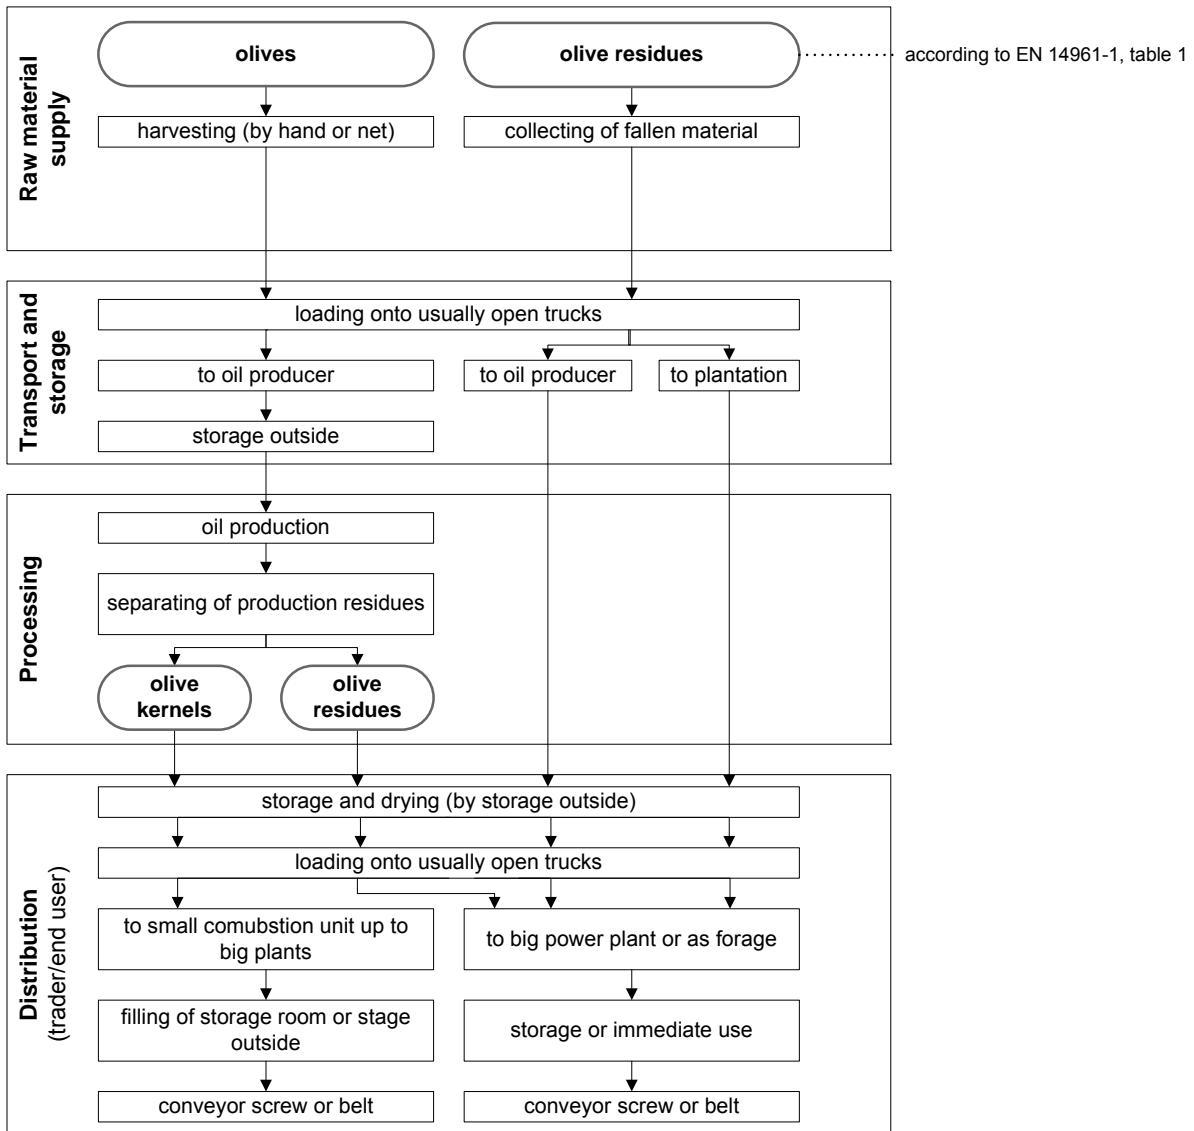 Raw material
supply
olives
olive residues
according to EN 14961-1, table 1
harvesting (by hand or net)
collecting of fallen material
Transport and
storage
loading onto usually open trucks
to oil producer
to oil producer
to plantation
storage outside
Processing
oil production
separating of production residues
olive
kernels
olive
residues
Distribution
(trader/end user)
storage and drying (by storage outside)
loading onto usually open trucks
to small comubstion unit up to
big plants
to big power plant or as forage
filling of storage room or stage
outside
storage or immediate use
conveyor screw or belt
conveyor screw or belt